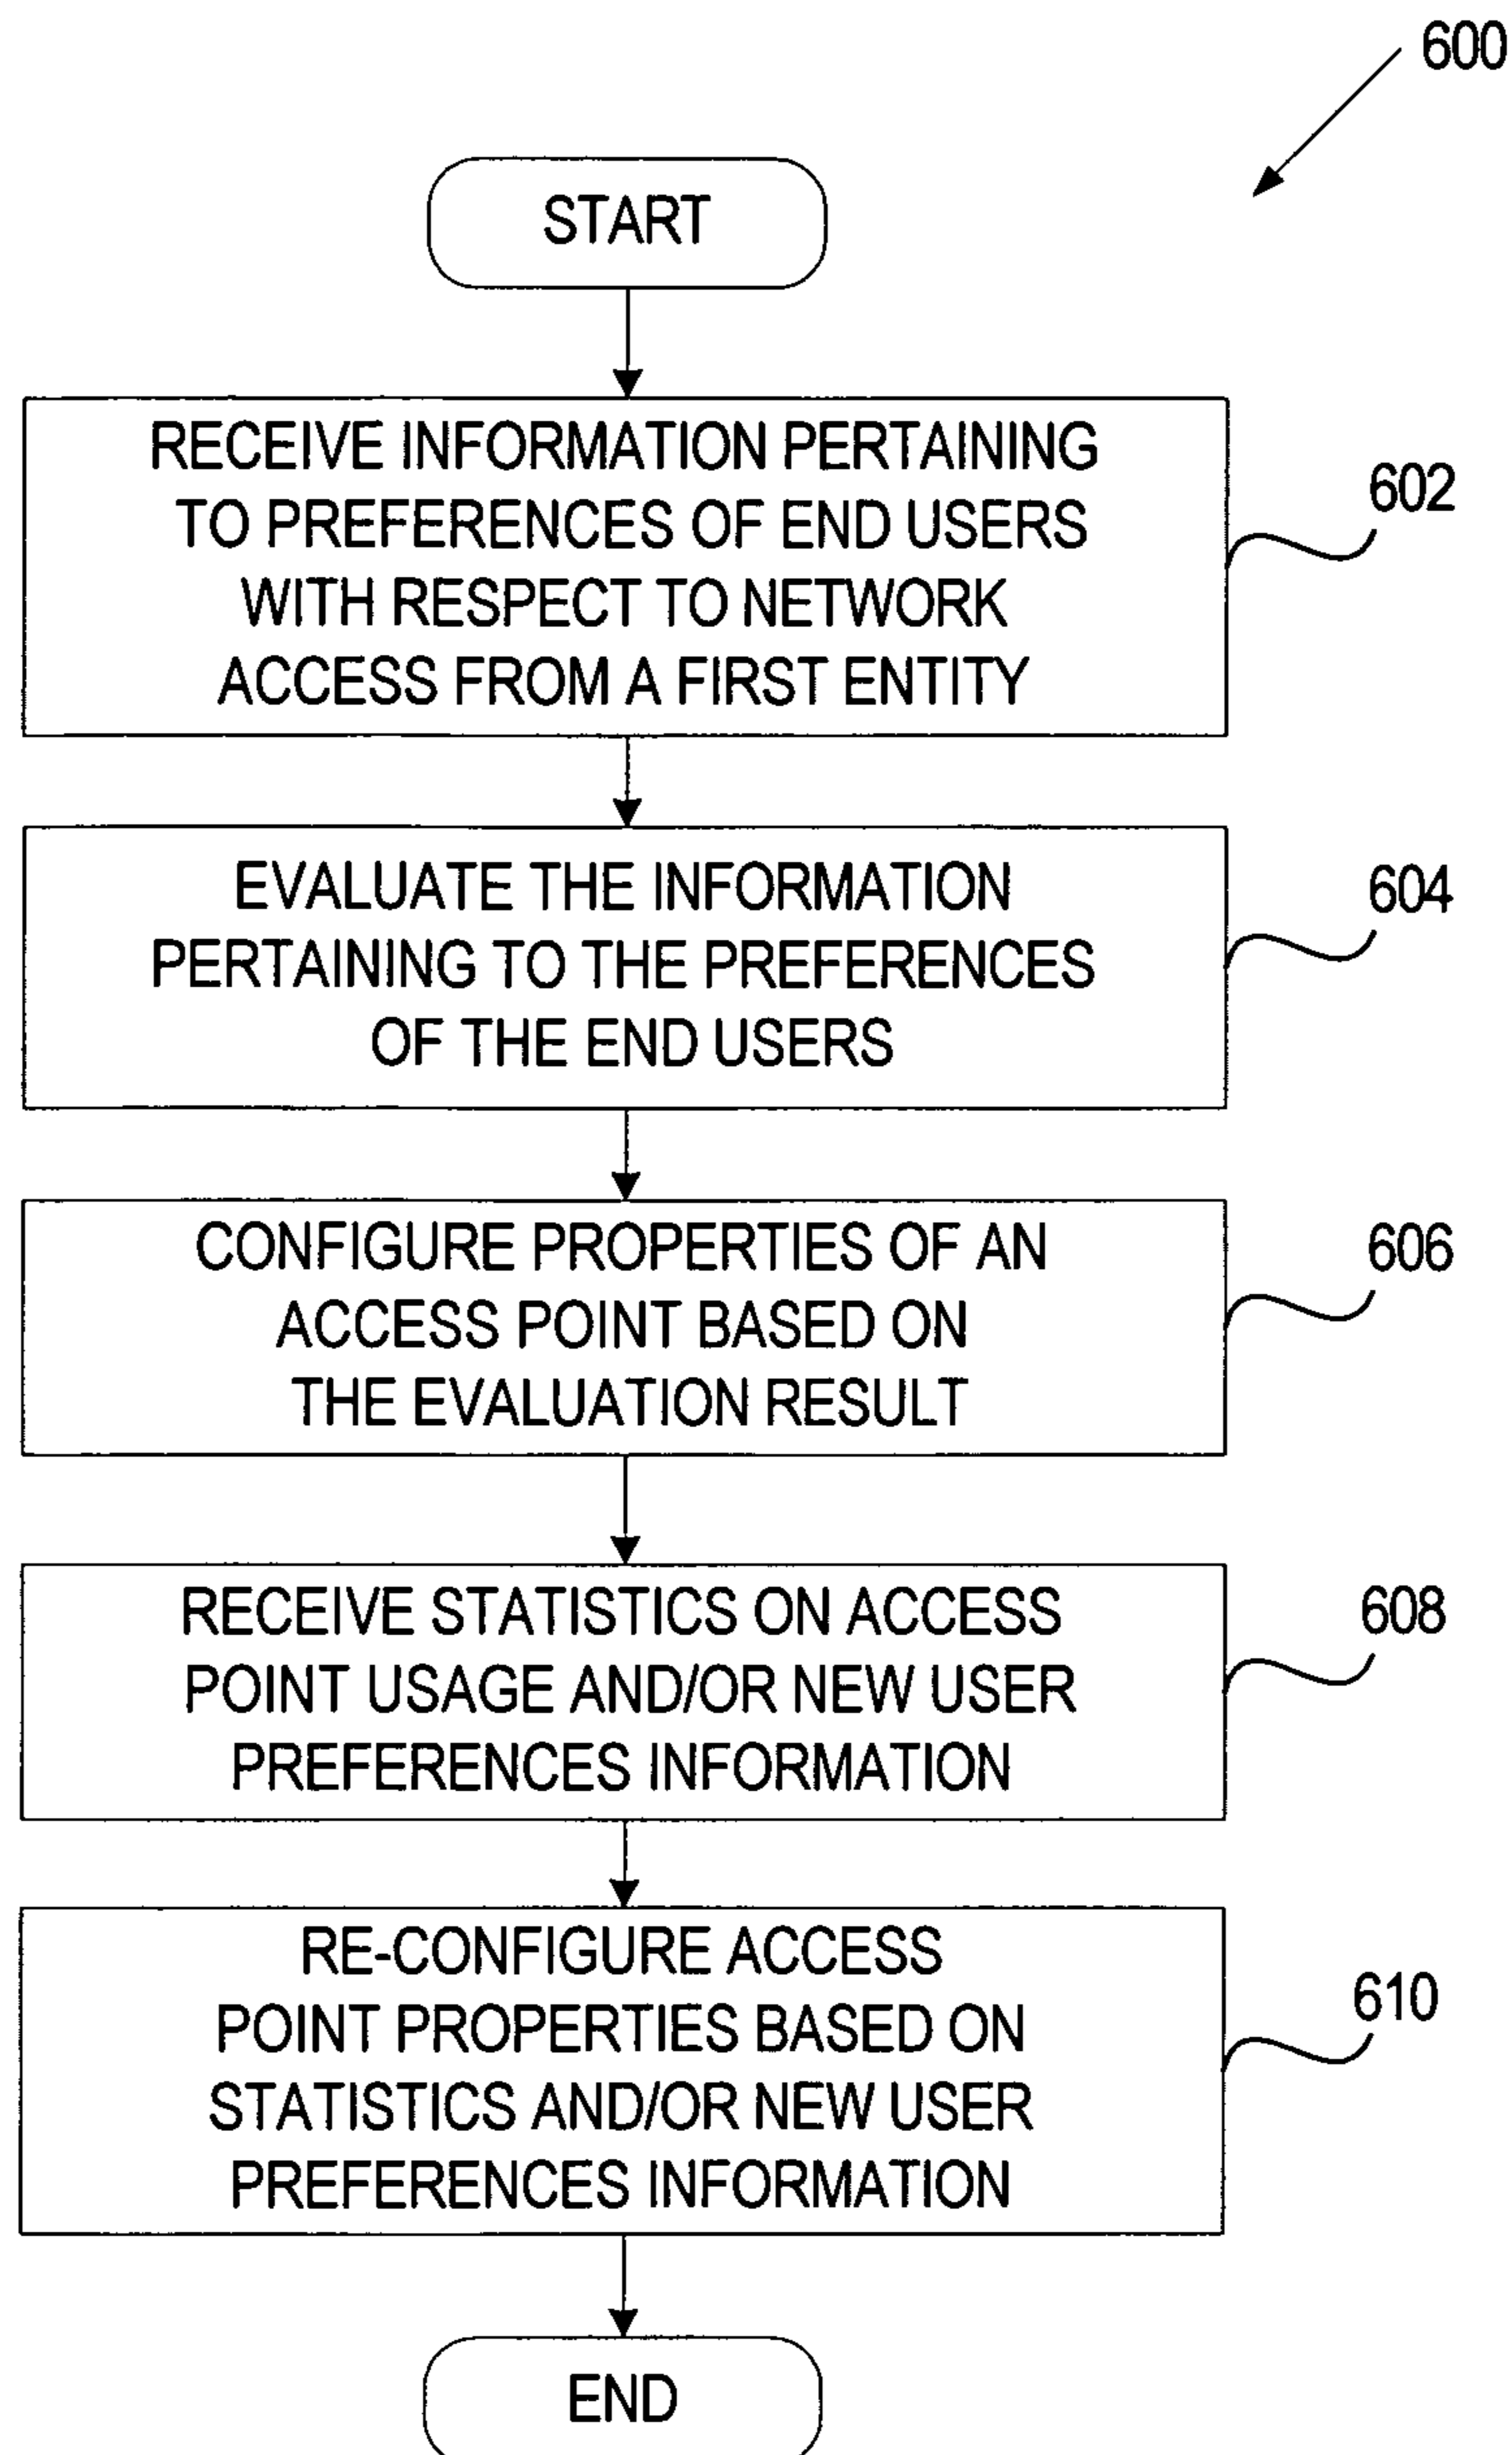 600
START
RECEIVE INFORMATION PERTAINING
TO PREFERENCES OF END USERS
WITH RESPECT TO NETWORK
ACCESS FROM A FIRST ENTITY
602
EVALUATE THE INFORMATION
PERTAINING TO THE PREFERENCES
OF THE END USERS
604
CONFIGURE PROPERTIES OF AN
ACCESS POINT BASED ON
THE EVALUATION RESULT
606
RECEIVE STATISTICS ON ACCESS
POINT USAGE AND/OR NEW USER
PREFERENCES INFORMATION
608
RE-CONFIGURE ACCESS
POINT PROPERTIES BASED ON
STATISTICS AND/OR NEW USER
PREFERENCES INFORMATION
610
END